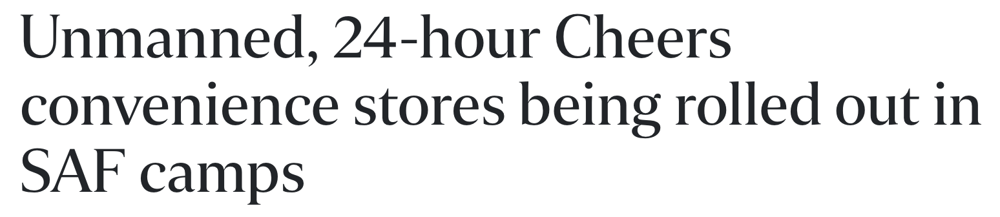 Unmanned, 24-hour Cheers
convenience stores being rolled out in
SAF camps